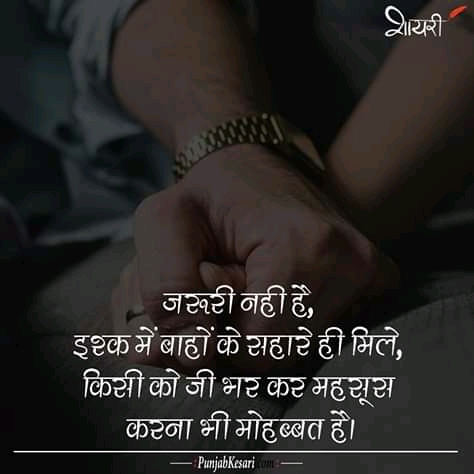 शायरी
जरूरी नही है,
इश्क में बाहों के सहारे ही मिले,
किसी को जी भर कर महसूस
करना भी मोहब्बत है।
PunjabKesari.com